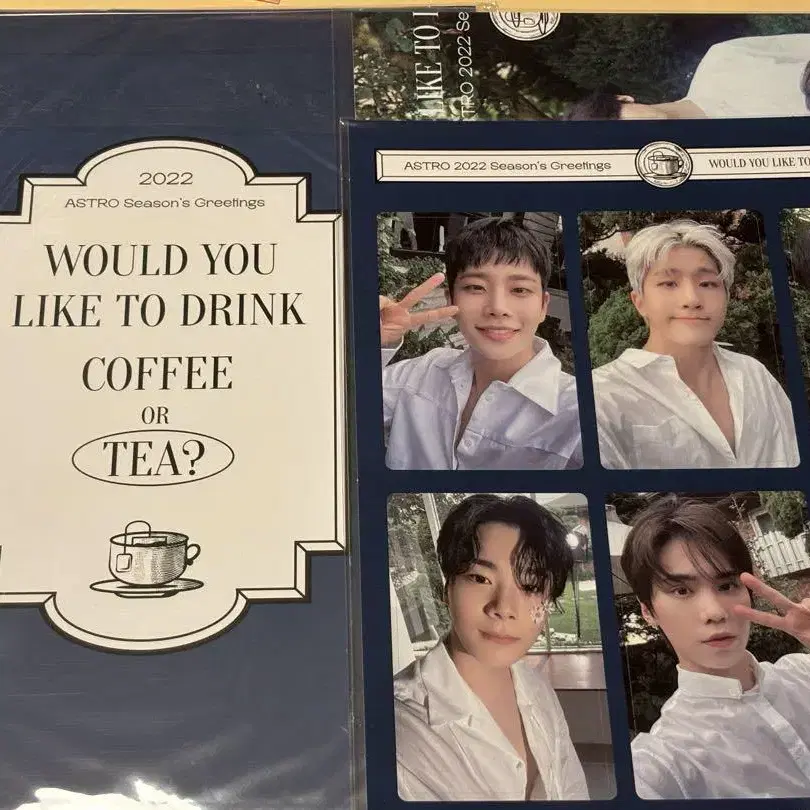 2022
ASTRO Season's Greetings
WOULD YOU
LIKE TO DRINK
COFFEE
OR
TEA?
LIKE TO
TRO 2022 Se
ASTRO 2022 Season's Greetings
WOULD YOU LIKE TO